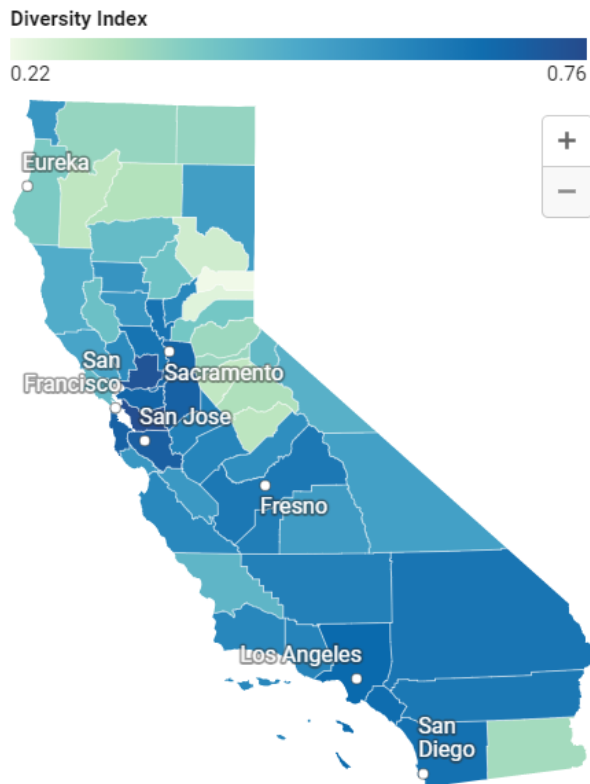 Diversity Index
0.22 0.76
+
−
Eureka
San
Francisco
Sacramento
San Jose
Fresno
Los Angeles
San
Diego